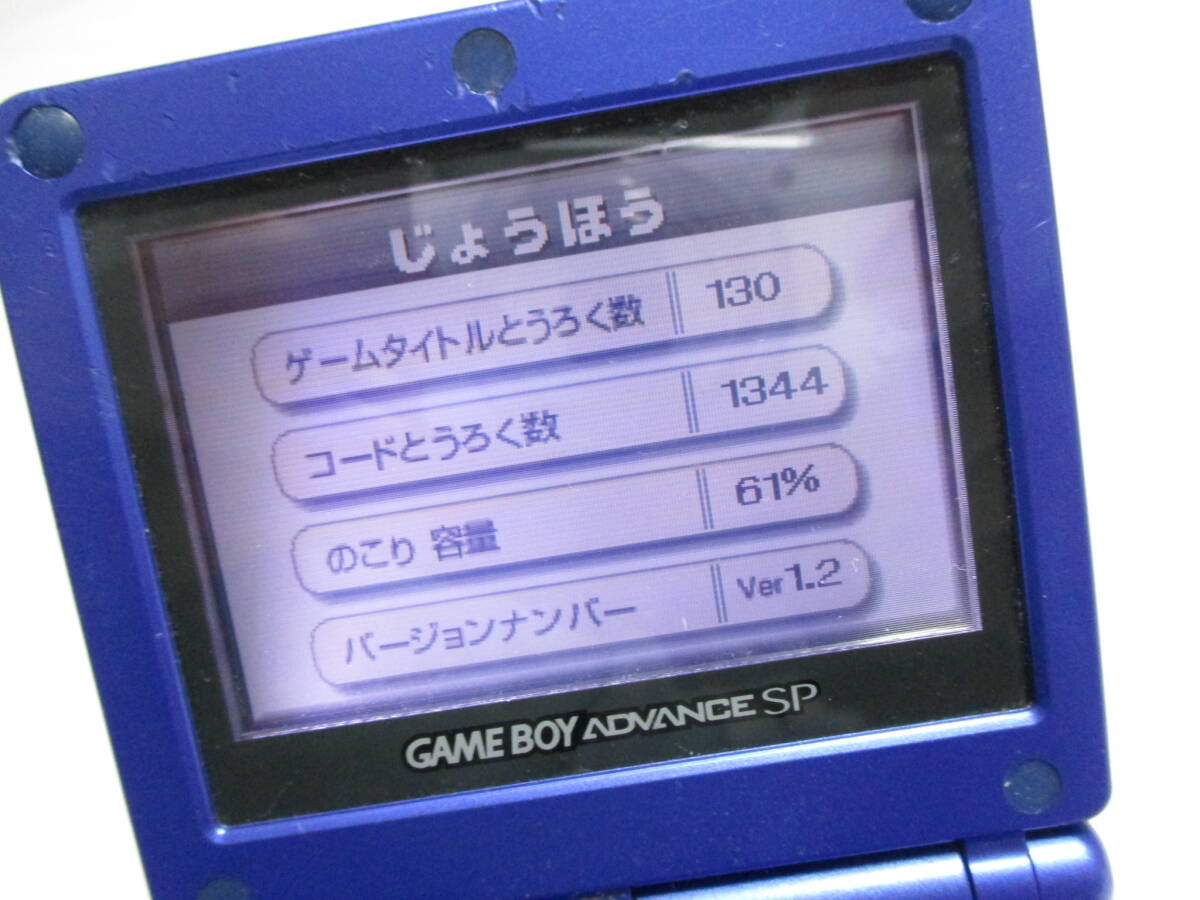 じょうほう
ゲームタイトルとうろく数 130
コードとうろく数 1344
のこり 容量 61%
バージョンナンバー Ver1.2
GAME BOY ADVANCE SP